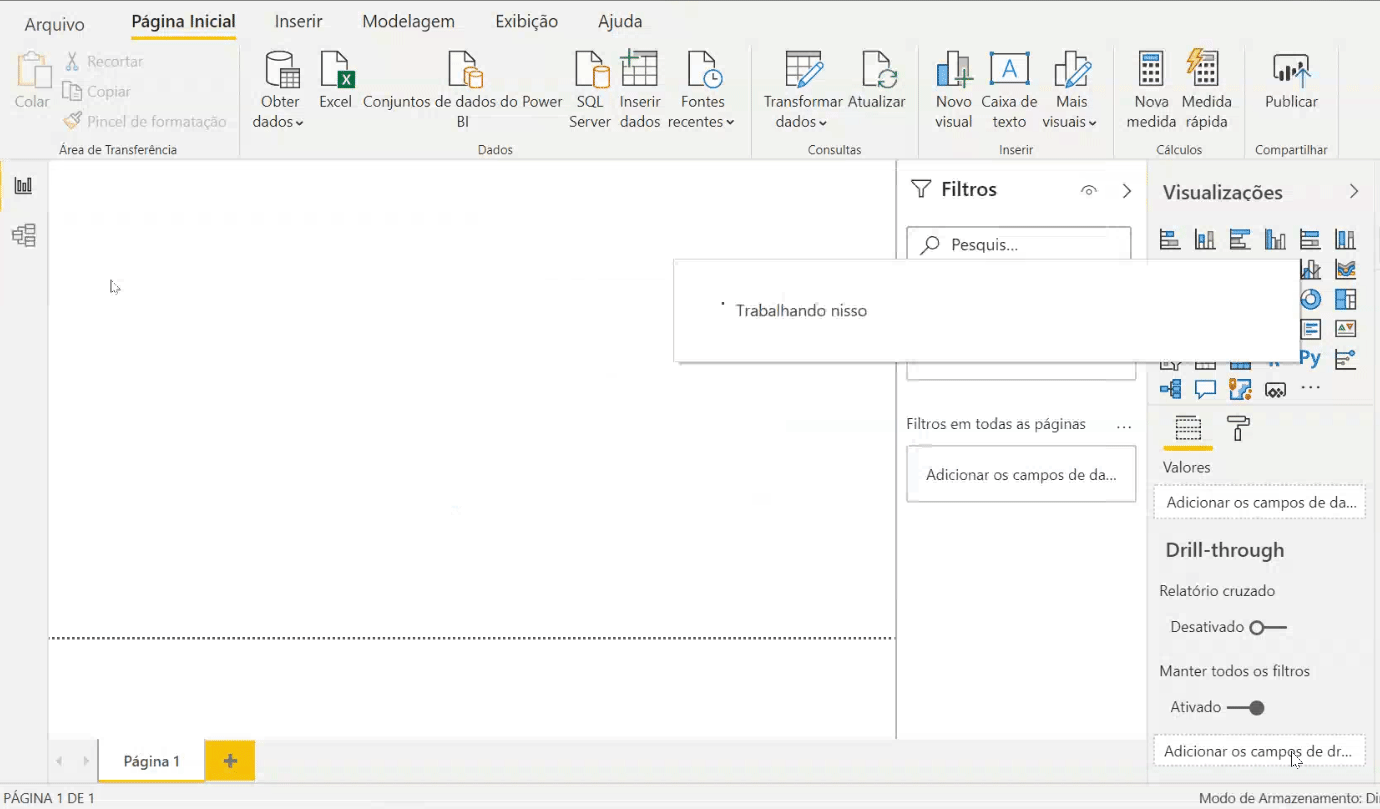 Arquivo
Página Inicial
Inserir
Modelagem
Exibição
Ajuda
Colar
Recortar
Copiar
Pincel de formatação
Área de Transferência
Obter
dados
Excel
Conjuntos de dados do Power
BI
SQL
Server
Inserir
dados
Fontes
recentes
Dados
Transformar
dados
Atualizar
Consultas
Novo
visual
Caixa de
texto
Mais
visuais
Inserir
Nova
medida
Medida
rápida
Cálculos
Publicar
Compartilhar
Filtros
Pesquis...
Trabalhando nisso
Filtros em todas as páginas
...
Adicionar os campos de da...
Visualizações
Py
...
Valores
Adicionar os campos de da...
Drill-through
Relatório cruzado
Desativado
Manter todos os filtros
Ativado
Adicionar os campos de dr...
Página 1
PÁGINA 1 DE 1
Modo de Armazenamento: